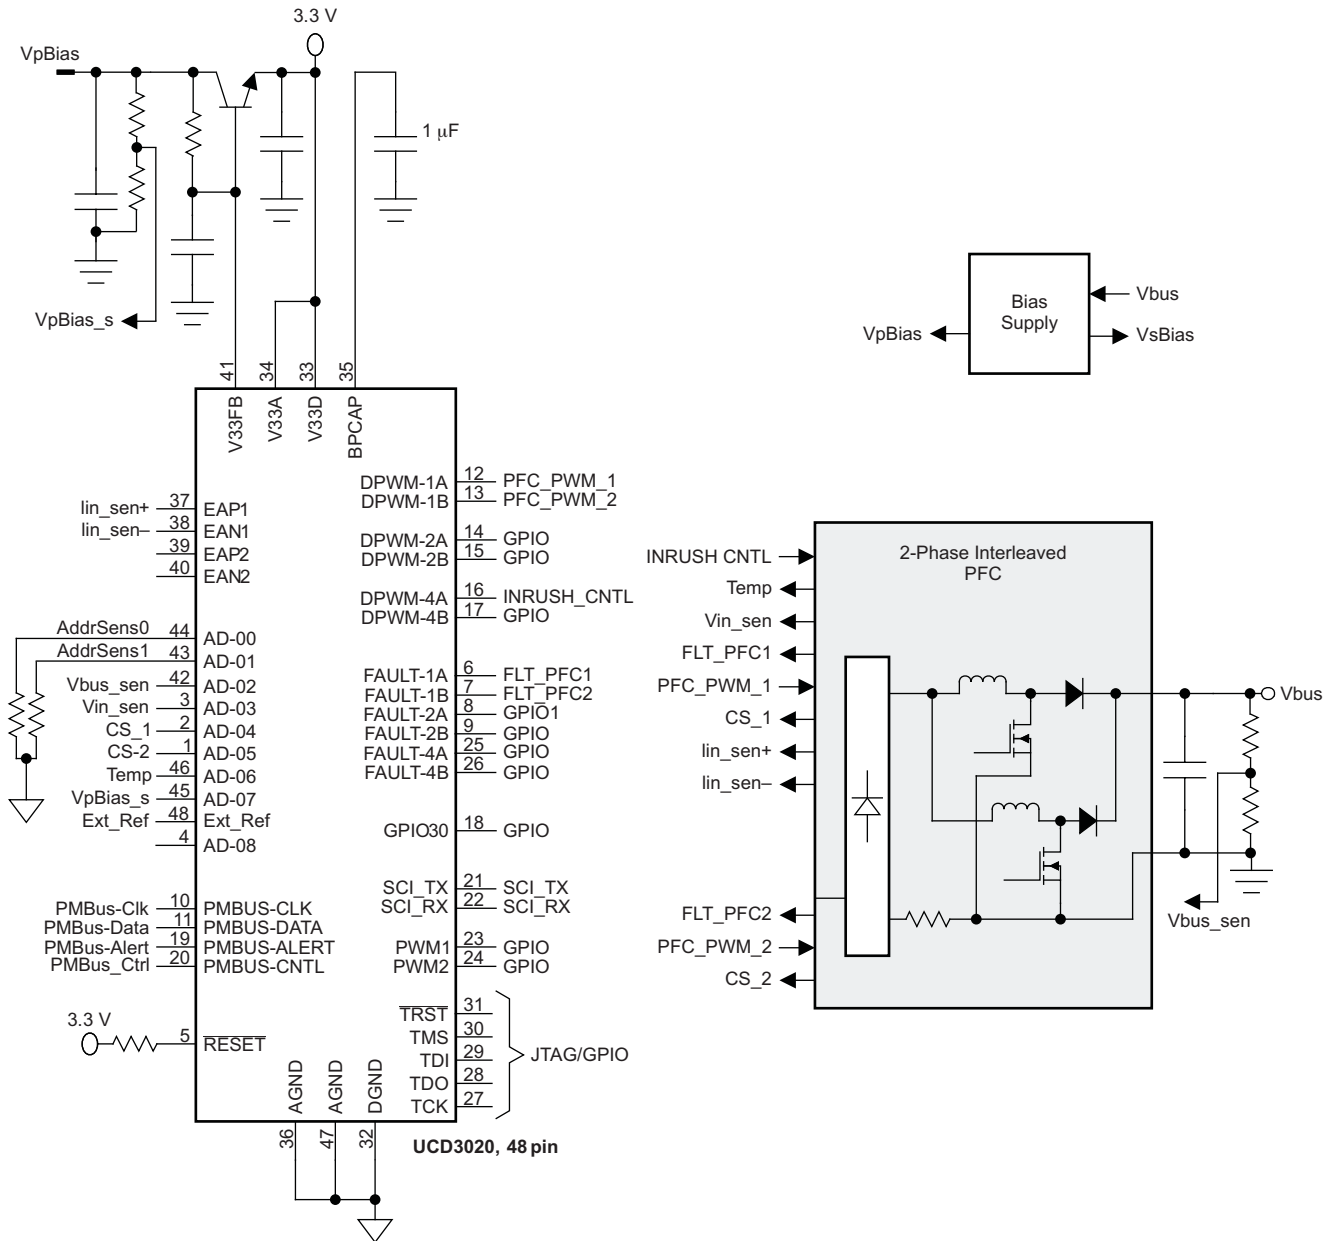 3.3 V
VpBias
1 μF
VpBias_s
41
34
33
35
V33FB
V33A
V33D
BPCAP
Iin_sen+ 37 EAP1
Iin_sen– 38 EAN1
39 EAP2
40 EAN2
AddrSens0 44 AD-00
AddrSens1 43 AD-01
Vbus_sen 42 AD-02
Vin_sen 3 AD-03
CS_1 2 AD-04
CS-2 1 AD-05
Temp 46 AD-06
VpBias_s 45 AD-07
Ext_Ref 48 Ext_Ref
4 AD-08
PMBus-Clk 10 PMBUS-CLK
PMBus-Data 11 PMBUS-DATA
PMBus-Alert 19 PMBUS-ALERT
PMBus_Ctrl 20 PMBUS-CNTL
3.3 V
5 RESET
DPWM-1A 12 PFC_PWM_1
DPWM-1B 13 PFC_PWM_2
DPWM-2A 14 GPIO
DPWM-2B 15 GPIO
DPWM-4A 16 INRUSH_CNTL
DPWM-4B 17 GPIO
FAULT-1A 6 FLT_PFC1
FAULT-1B 7 FLT_PFC2
FAULT-2A 8 GPIO1
FAULT-2B 9 GPIO
FAULT-4A 25 GPIO
FAULT-4B 26 GPIO
GPIO30 18 GPIO
SCI_TX 21 SCI_TX
SCI_RX 22 SCI_RX
PWM1 23 GPIO
PWM2 24 GPIO
TRST 31
TMS 30
TDI 29
TDO 28
TCK 27
JTAG/GPIO
AGND
AGND
DGND
36
47
32
UCD3020, 48 pin
Bias
Supply
Vbus
VpBias
VsBias
2-Phase Interleaved
PFC
INRUSH CNTL
Temp
Vin_sen
FLT_PFC1
PFC_PWM_1
CS_1
Iin_sen+
Iin_sen–
FLT_PFC2
PFC_PWM_2
CS_2
Vbus
Vbus_sen